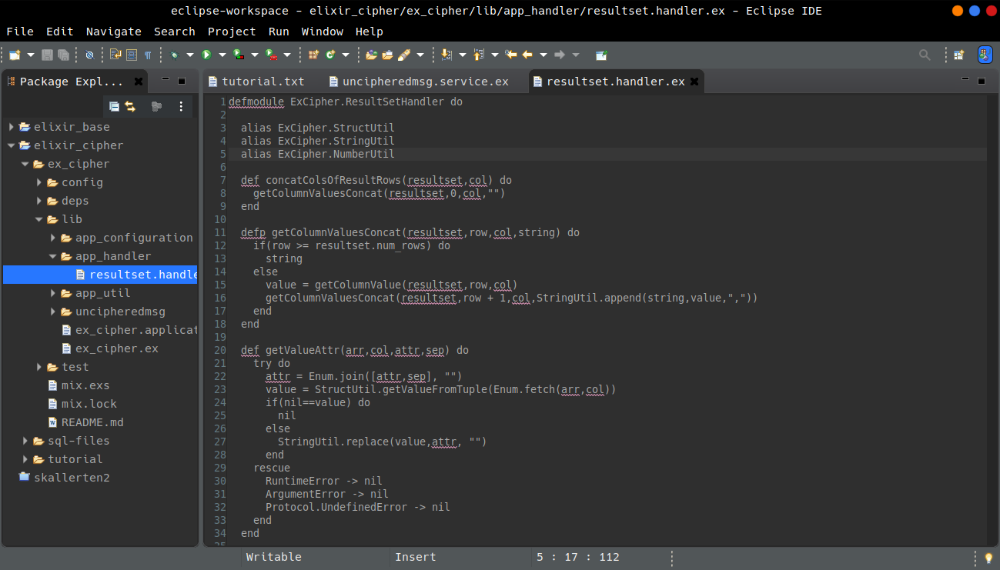 eclipse-workspace - elixir_cipher/ex_cipher/lib/app_handler/resultset.handler.ex - Eclipse IDE
File Edit Navigate Search Project Run Window Help
Package Expl...
elixir_base
elixir_cipher
ex_cipher
config
deps
lib
app_configuration
app_handler
resultset.handle
app_util
uncipheredmsg
ex_cipher.applicat
ex_cipher.ex
test
mix.exs
mix.lock
README.md
sql-files
tutorial
skallerten2
tutorial.txt uncipheredmsg.service.ex resultset.handler.ex
1 defmodule ExCipher.ResultSetHandler do
2
3   alias ExCipher.StructUtil
4   alias ExCipher.StringUtil
5   alias ExCipher.NumberUtil
6
7   def concatColsOfResultRows(resultset,col) do
8     getColumnValuesConcat(resultset,0,col,"")
9   end
10
11   defp getColumnValuesConcat(resultset,row,col,string) do
12     if(row >= resultset.num_rows) do
13       string
14     else
15       value = getColumnValue(resultset,row,col)
16       getColumnValuesConcat(resultset,row + 1,col,StringUtil.append(string,value,","))
17     end
18   end
19
20   def getValueAttr(arr,col,attr,sep) do
21     try do
22       attr = Enum.join([attr,sep], "")
23       value = StructUtil.getValueFromTuple(Enum.fetch(arr,col))
24       if(nil==value) do
25         nil
26       else
27         StringUtil.replace(value,attr, "")
28       end
29     rescue
30       RuntimeError -> nil
31       ArgumentError -> nil
32       Protocol.UndefinedError -> nil
33     end
34   end
Writable Insert 5 : 17 : 112